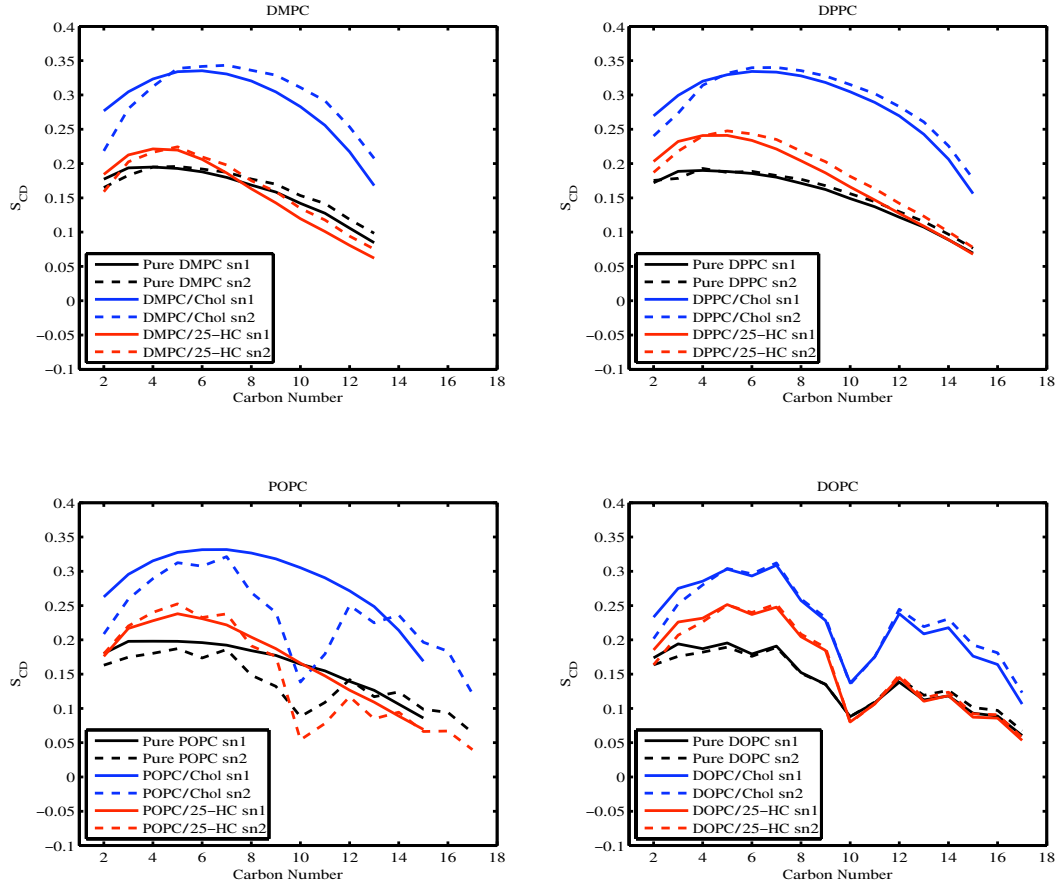 DMPC
0.4
0.35
0.3
0.25
0.2
0.15
0.1
0.05
0
−0.05
−0.1
S_CD
Pure DMPC sn1
Pure DMPC sn2
DMPC/Chol sn1
DMPC/Chol sn2
DMPC/25−HC sn1
DMPC/25−HC sn2
2 4 6 8 10 12 14 16 18
Carbon Number
DPPC
0.4
0.35
0.3
0.25
0.2
0.15
0.1
0.05
0
−0.05
−0.1
S_CD
Pure DPPC sn1
Pure DPPC sn2
DPPC/Chol sn1
DPPC/Chol sn2
DPPC/25−HC sn1
DPPC/25−HC sn2
2 4 6 8 10 12 14 16 18
Carbon Number
POPC
0.4
0.35
0.3
0.25
0.2
0.15
0.1
0.05
0
−0.05
−0.1
S_CD
Pure POPC sn1
Pure POPC sn2
POPC/Chol sn1
POPC/Chol sn2
POPC/25−HC sn1
POPC/25−HC sn2
2 4 6 8 10 12 14 16 18
Carbon Number
DOPC
0.4
0.35
0.3
0.25
0.2
0.15
0.1
0.05
0
−0.05
−0.1
S_CD
Pure DOPC sn1
Pure DOPC sn2
DOPC/Chol sn1
DOPC/Chol sn2
DOPC/25−HC sn1
DOPC/25−HC sn2
2 4 6 8 10 12 14 16 18
Carbon Number